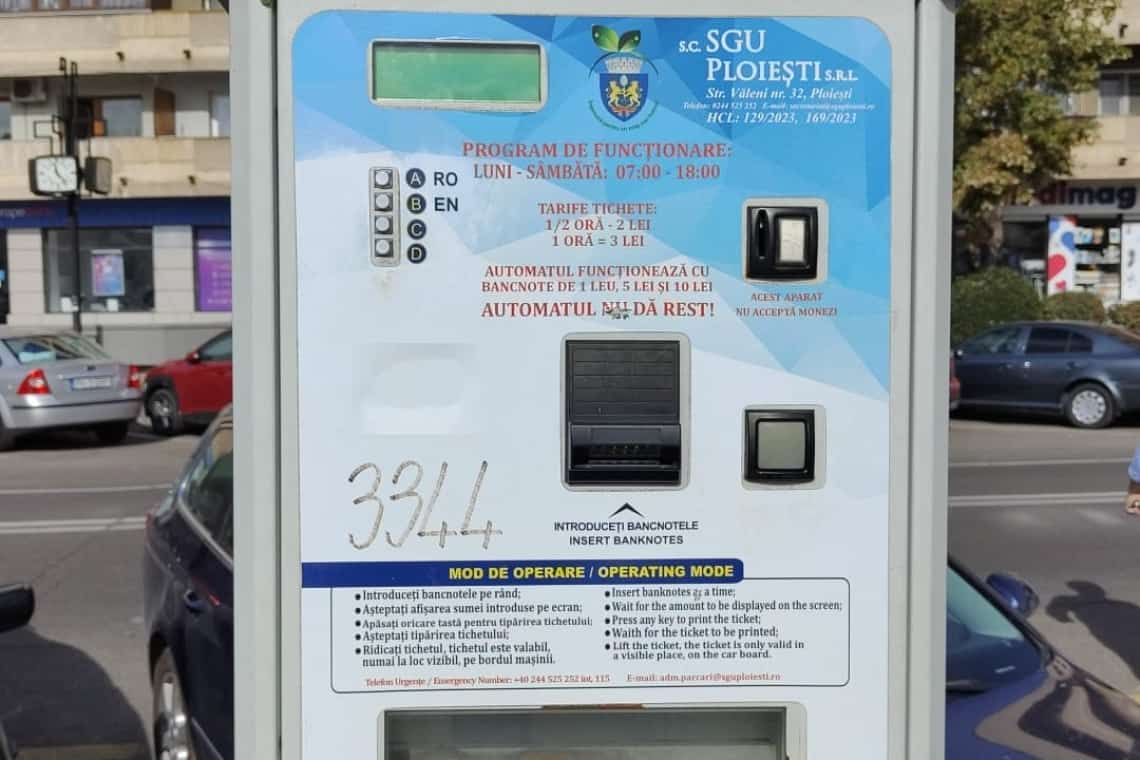 S.C. SGU
PLOIEȘTI S.R.L.
Str. Văleni nr. 32, Ploiești
Telefon: 0244 525 252 E-mail: secretariat@sguploiesti.ro
HCL: 129/2023, 169/2023
PROGRAM DE FUNCȚIONARE:
LUNI - SÂMBĂTĂ: 07:00 - 18:00
A RO
B EN
C
D
TARIFE TICHETE:
1/2 ORĂ - 2 LEI
1 ORĂ = 3 LEI
AUTOMATUL FUNCȚIONEAZĂ CU
BANCNOTE DE 1 LEU, 5 LEI ȘI 10 LEI
AUTOMATUL NU DĂ REST!
ACEST APARAT
NU ACCEPTĂ MONEZI
3344
INTRODUCEȚI BANCNOTELE
INSERT BANKNOTES
MOD DE OPERARE / OPERATING MODE
• Introduceți bancnotele pe rând;
• Așteptați afișarea sumei introduse pe ecran;
• Apăsați oricare tastă pentru tipărirea tichetului;
• Așteptați tipărirea tichetului;
• Ridicați tichetul, tichetul este valabil,
numai la loc vizibil, pe bordul mașinii.
• Insert banknotes a time;
• Wait for the amount to be displayed on the screen;
• Press any key to print the ticket;
• Waith for the ticket to be printed;
• Lift the ticket, the ticket is only valid in
a visible place, on the car board.
Telefon Urgențe / Emergency Number: +40 244 525 252 int, 115 E-mail: adm.parcari@sguploiesti.ro
dimag